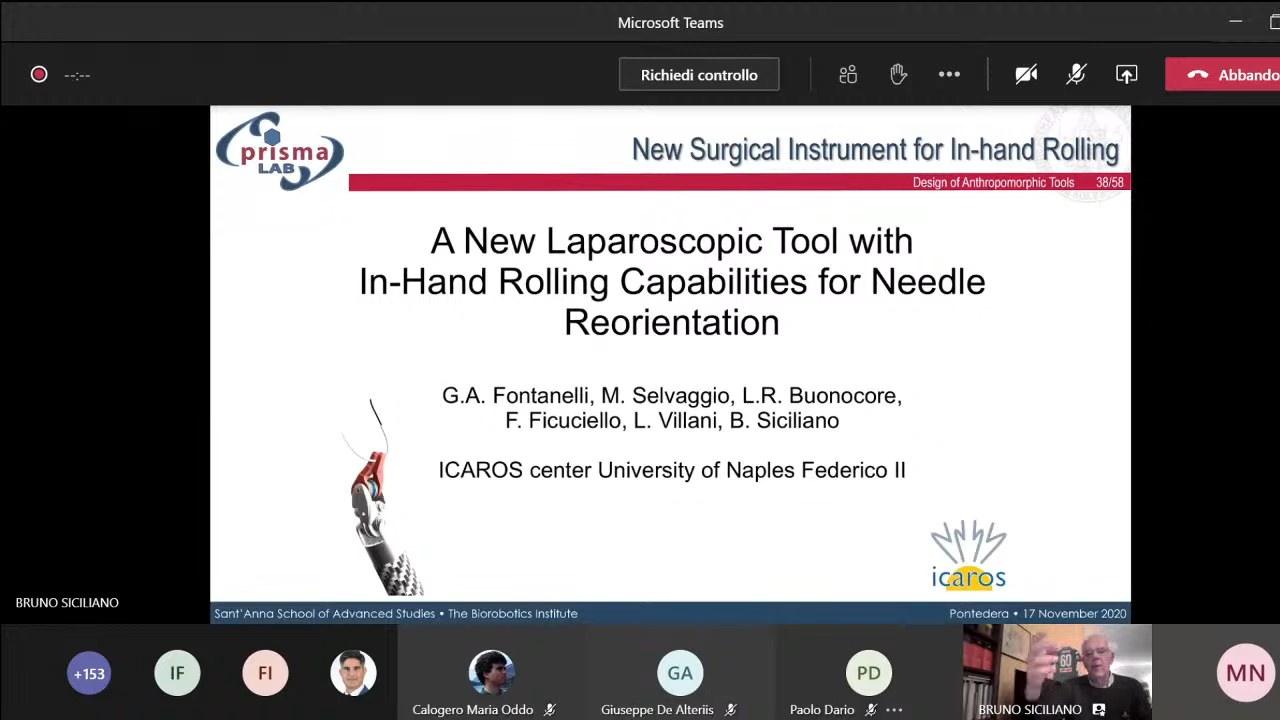 Microsoft Teams
--:--
Richiedi controllo
Abbando
prisma
LAB
New Surgical Instrument for In-hand Rolling
Design of Anthropomorphic Tools 38/58
A New Laparoscopic Tool with
In-Hand Rolling Capabilities for Needle
Reorientation
G.A. Fontanelli, M. Selvaggio, L.R. Buonocore,
F. Ficuciello, L. Villani, B. Siciliano
ICAROS center University of Naples Federico II
icaros
BRUNO SICILIANO
Sant'Anna School of Advanced Studies • The Biorobotics Institute
Pontedera • 17 November 2020
+153
IF
FI
Calogero Maria Oddo
GA
Giuseppe De Alteriis
PD
Paolo Dario
60
BRUNO SICILIANO
MN